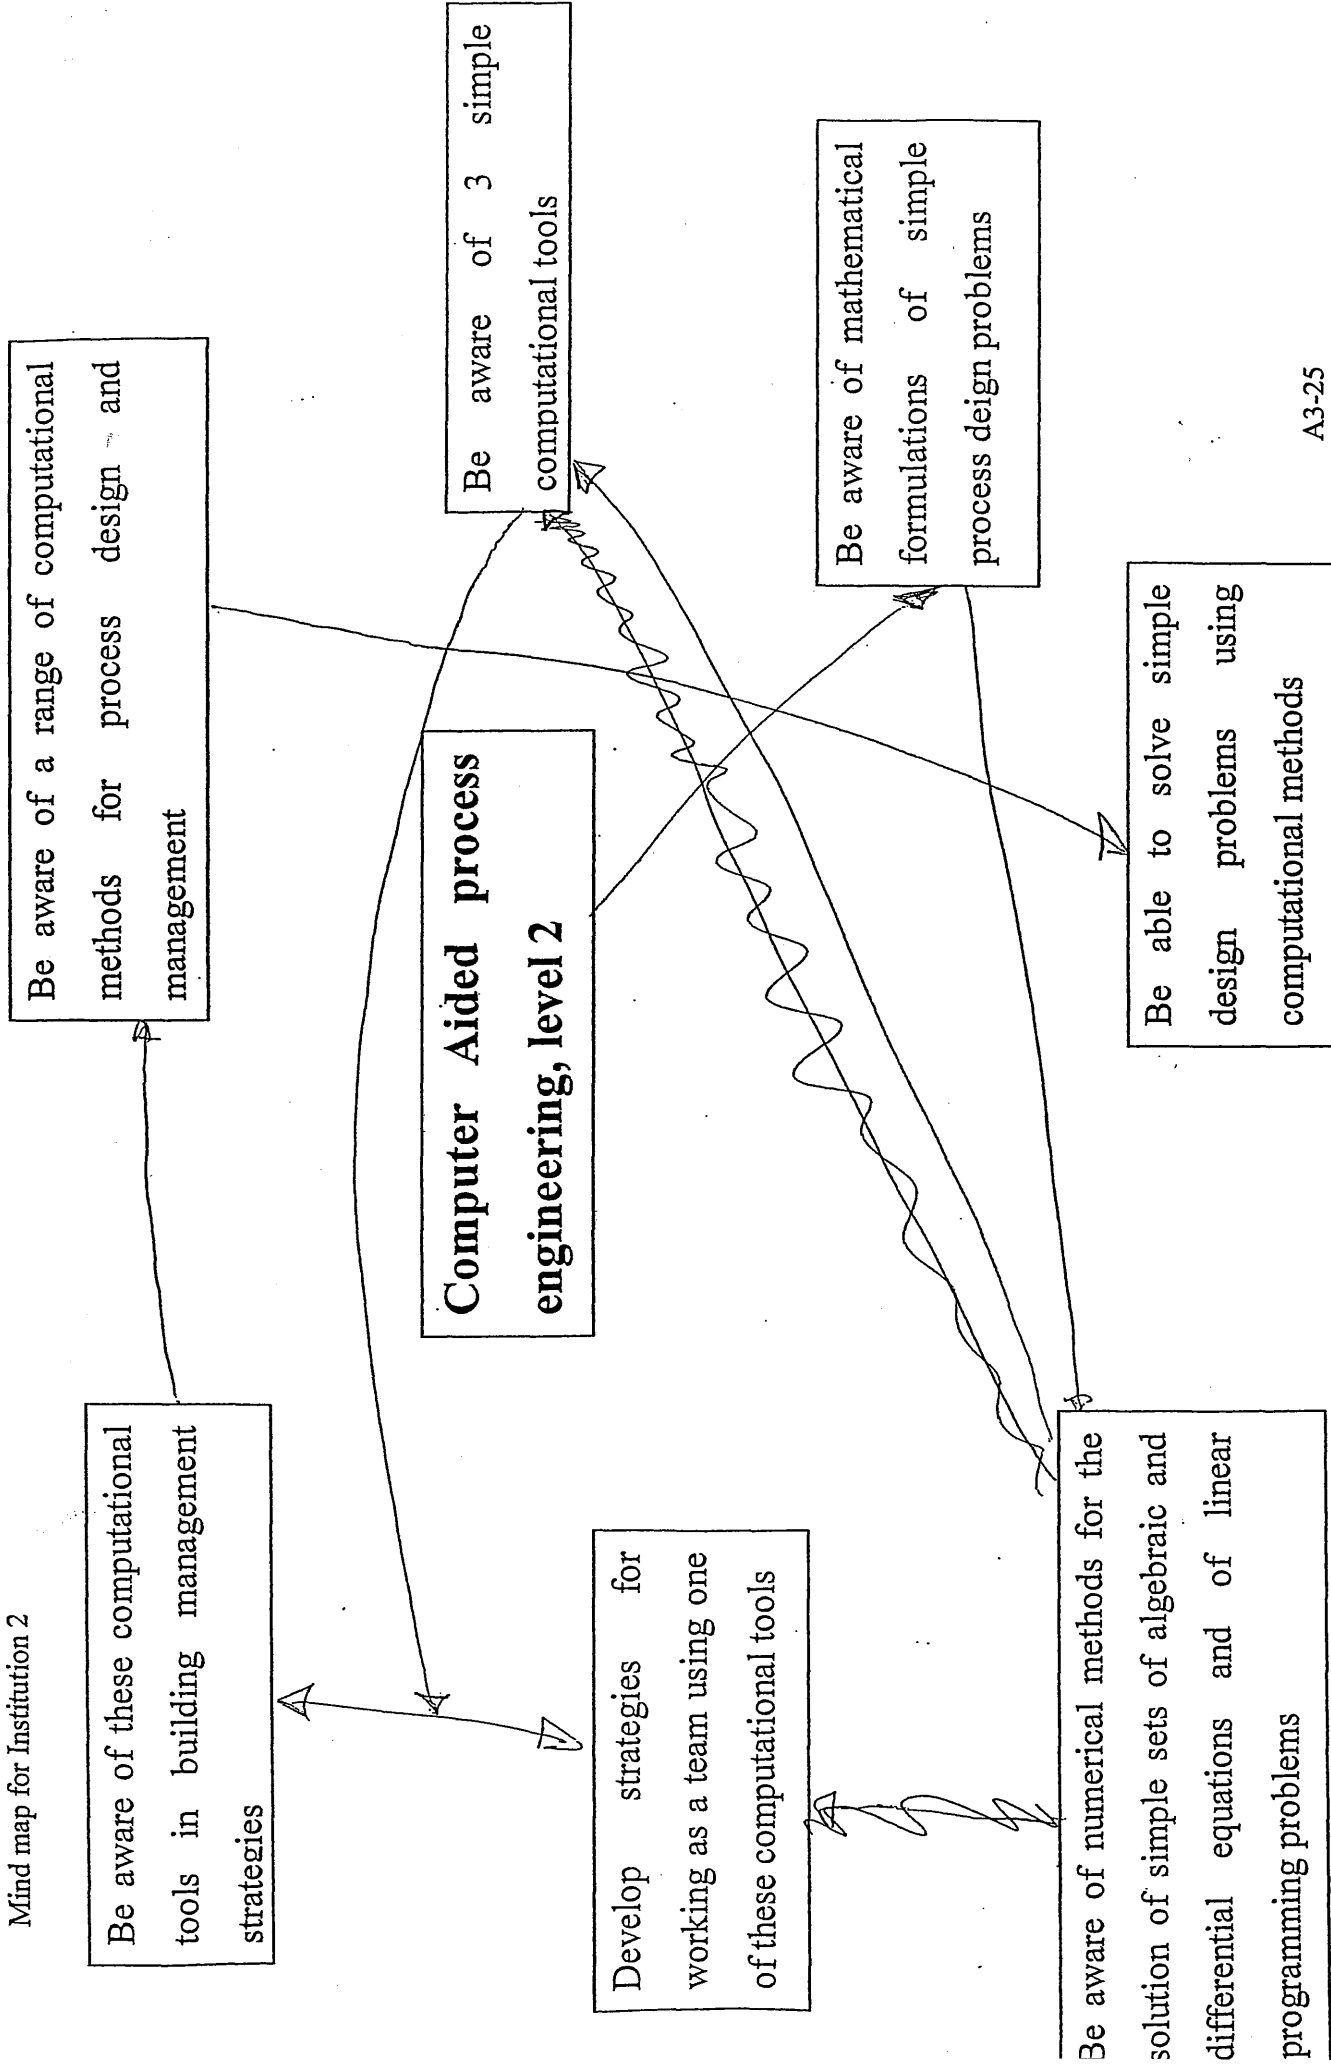 Mind map for Institution 2
Be aware of these computational
tools in building management
strategies
Be aware of a range of computational
methods for process design and
management
Computer Aided process
engineering, level 2
Be aware of 3 simple
computational tools
Develop strategies for
working as a team using one
of these computational tools
Be aware of mathematical
formulations of simple
process deign problems
Be aware of numerical methods for the
solution of simple sets of algebraic and
differential equations and of linear
programming problems
Be able to solve simple
design problems using
computational methods
A3-25